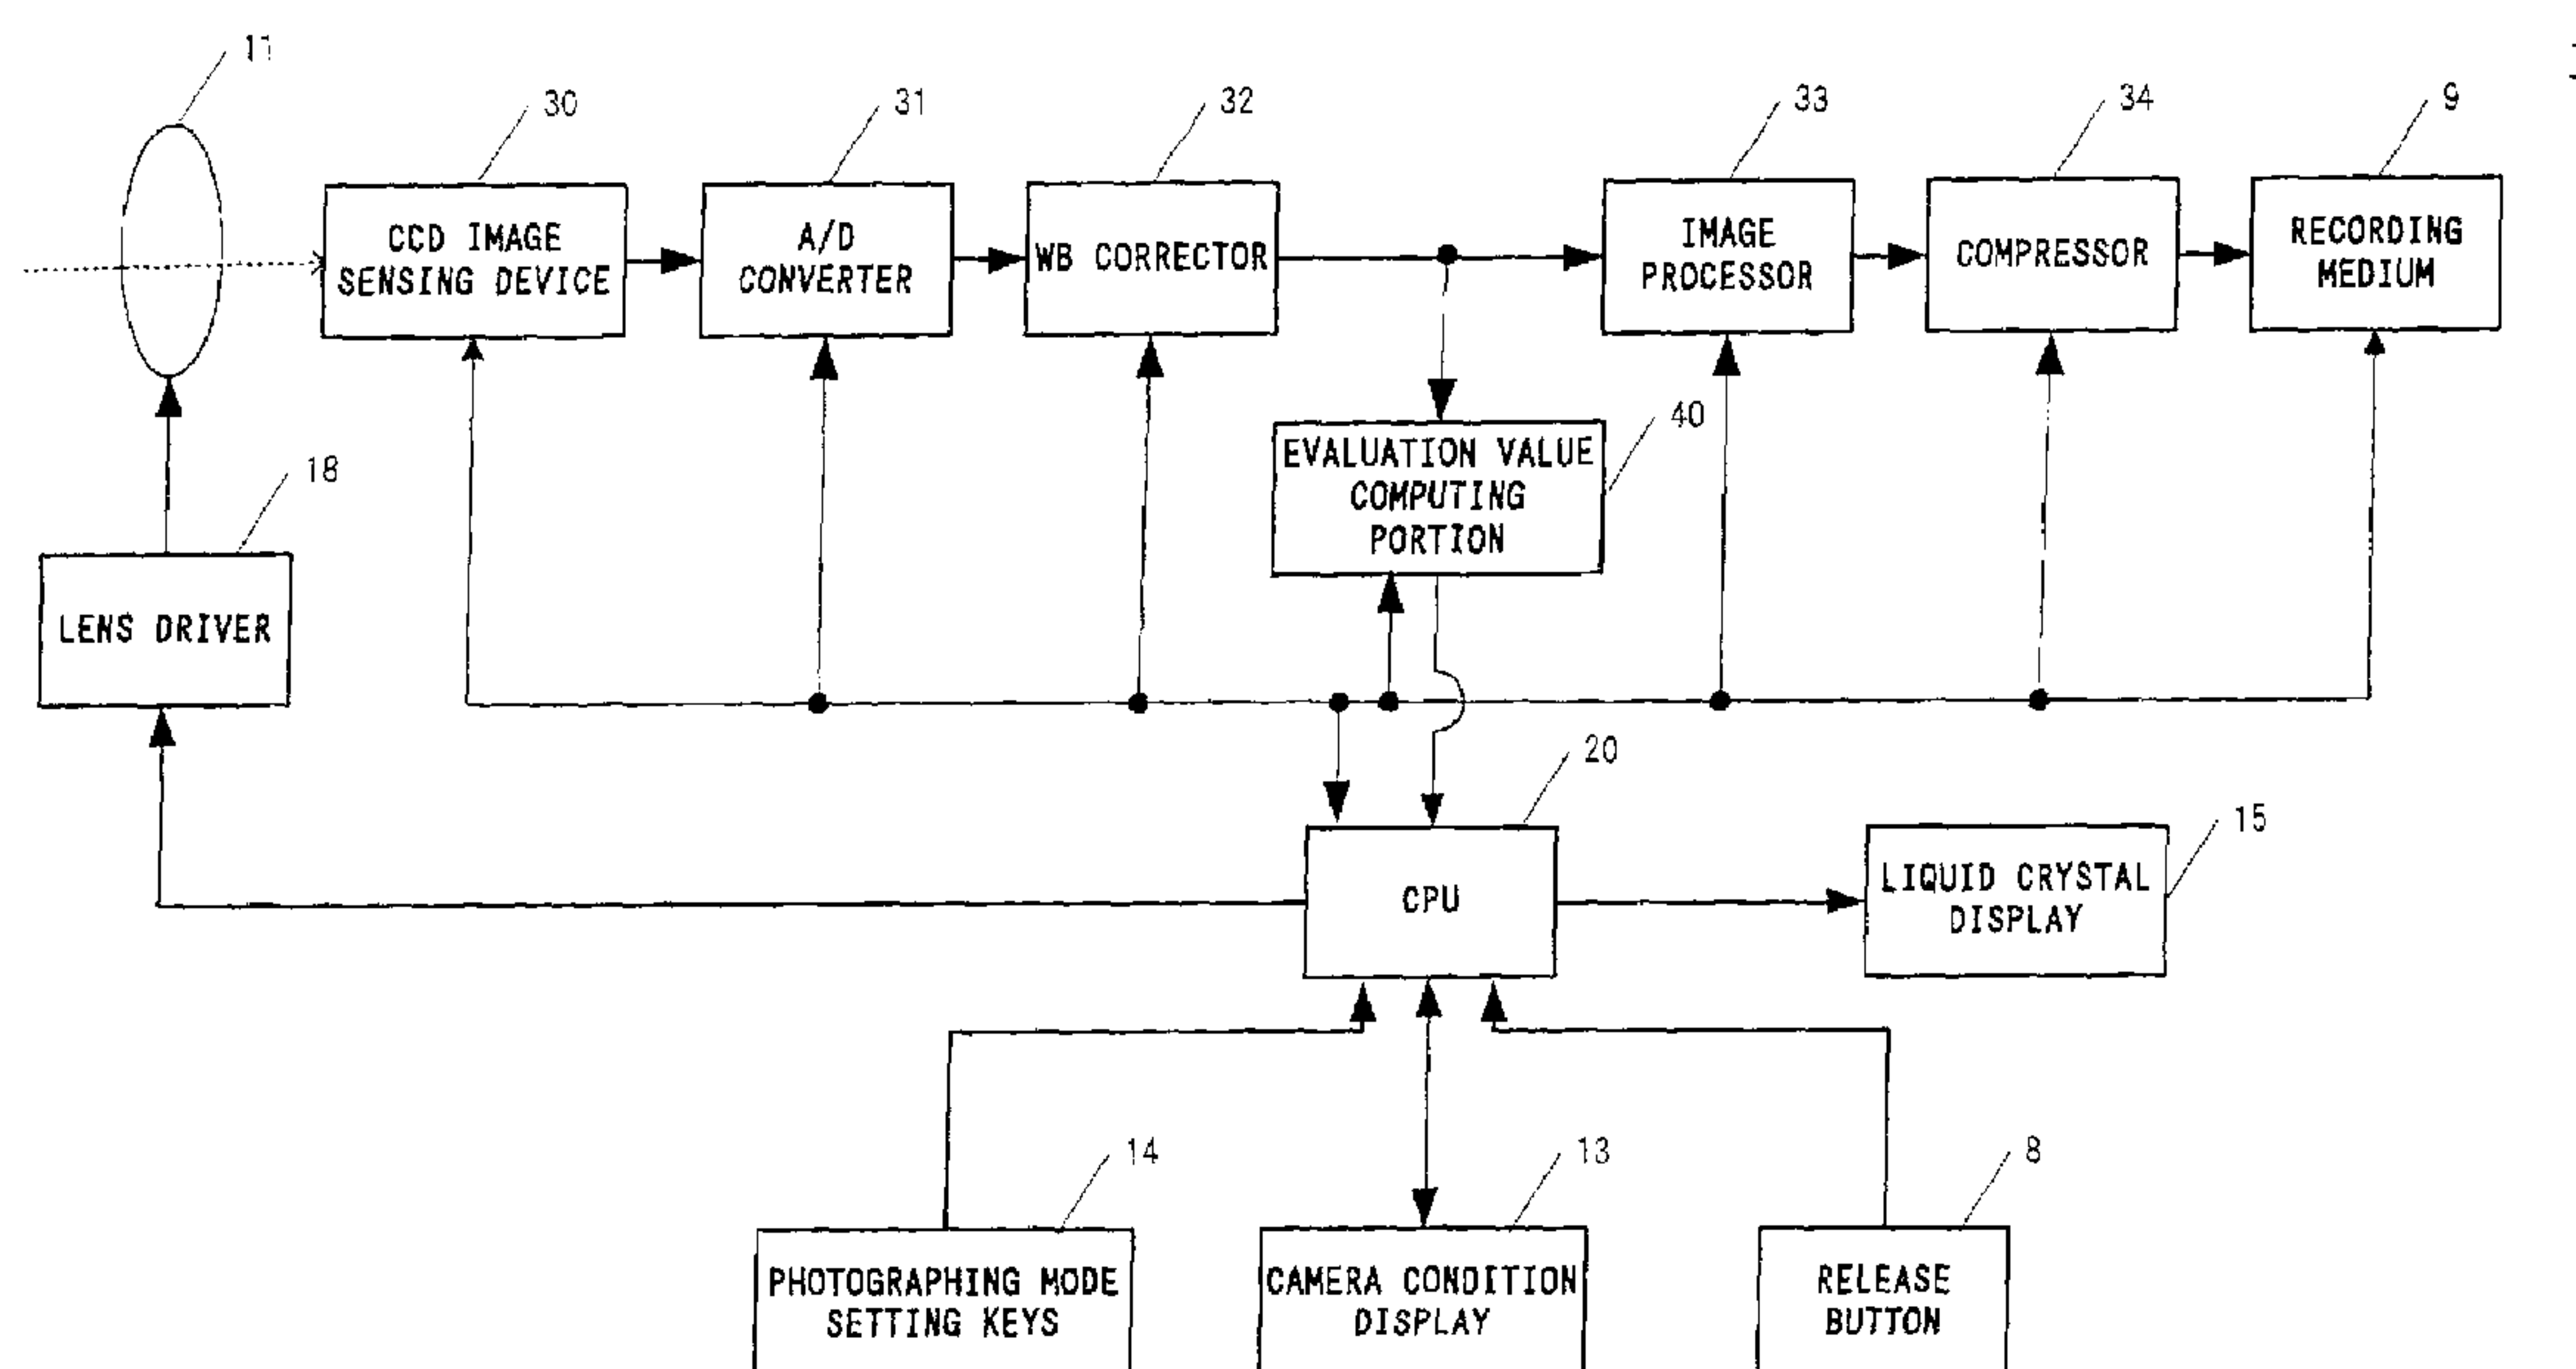 11
30
31
32
33
34
9
CCD IMAGE
SENSING DEVICE
A/D
CONVERTER
WB CORRECTOR
IMAGE
PROCESSOR
COMPRESSOR
RECORDING
MEDIUM
40
EVALUATION VALUE
COMPUTING
PORTION
18
LENS DRIVER
20
CPU
15
LIQUID CRYSTAL
DISPLAY
14
13
8
PHOTOGRAPHING MODE
SETTING KEYS
CAMERA CONDITION
DISPLAY
RELEASE
BUTTON